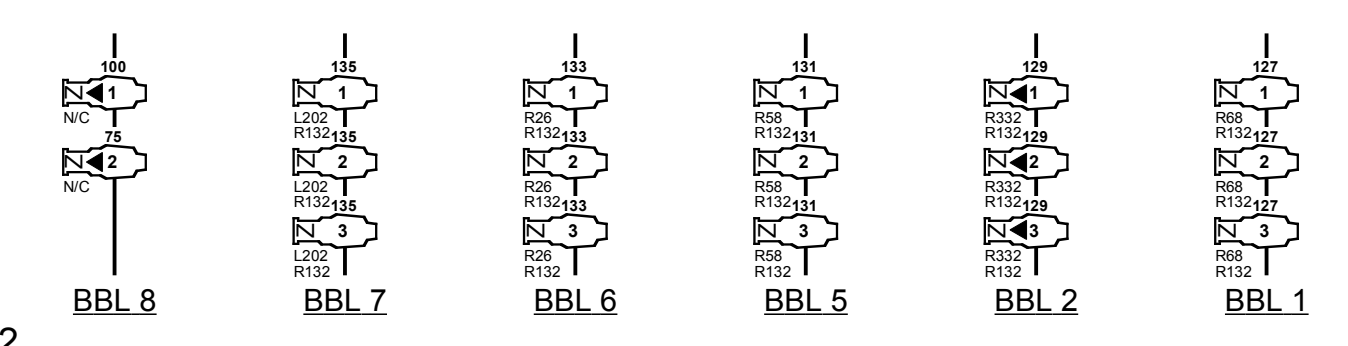 100 135 133 131 129 127
N 1 N 1 N 1 N 1 N 1 N 1
N/C L202 R26 R58 R332 R68
R132 R132 R132 R132 R132
75 135 133 131 129 127
N 2 N 2 N 2 N 2 N 2 N 2
N/C L202 R26 R58 R332 R68
R132 R132 R132 R132 R132
135 133 131 129 127
N 3 N 3 N 3 N 3 N 3
L202 R26 R58 R332 R68
R132 R132 R132 R132 R132
BBL 8 BBL 7 BBL 6 BBL 5 BBL 2 BBL 1
2